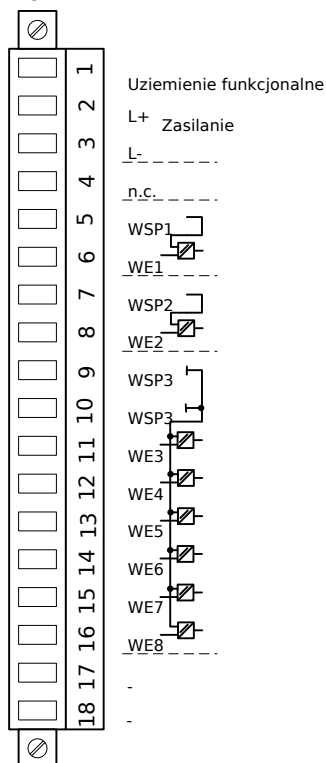 1
Uziemienie funkcjonalne
2
L+ Zasilanie
3
L-
4
n.c.
5
WSP1
6
WE1
7
WSP2
8
WE2
9
WSP3
10
WSP3
11
WE3
12
WE4
13
WE5
14
WE6
15
WE7
16
WE8
17
-
18
-